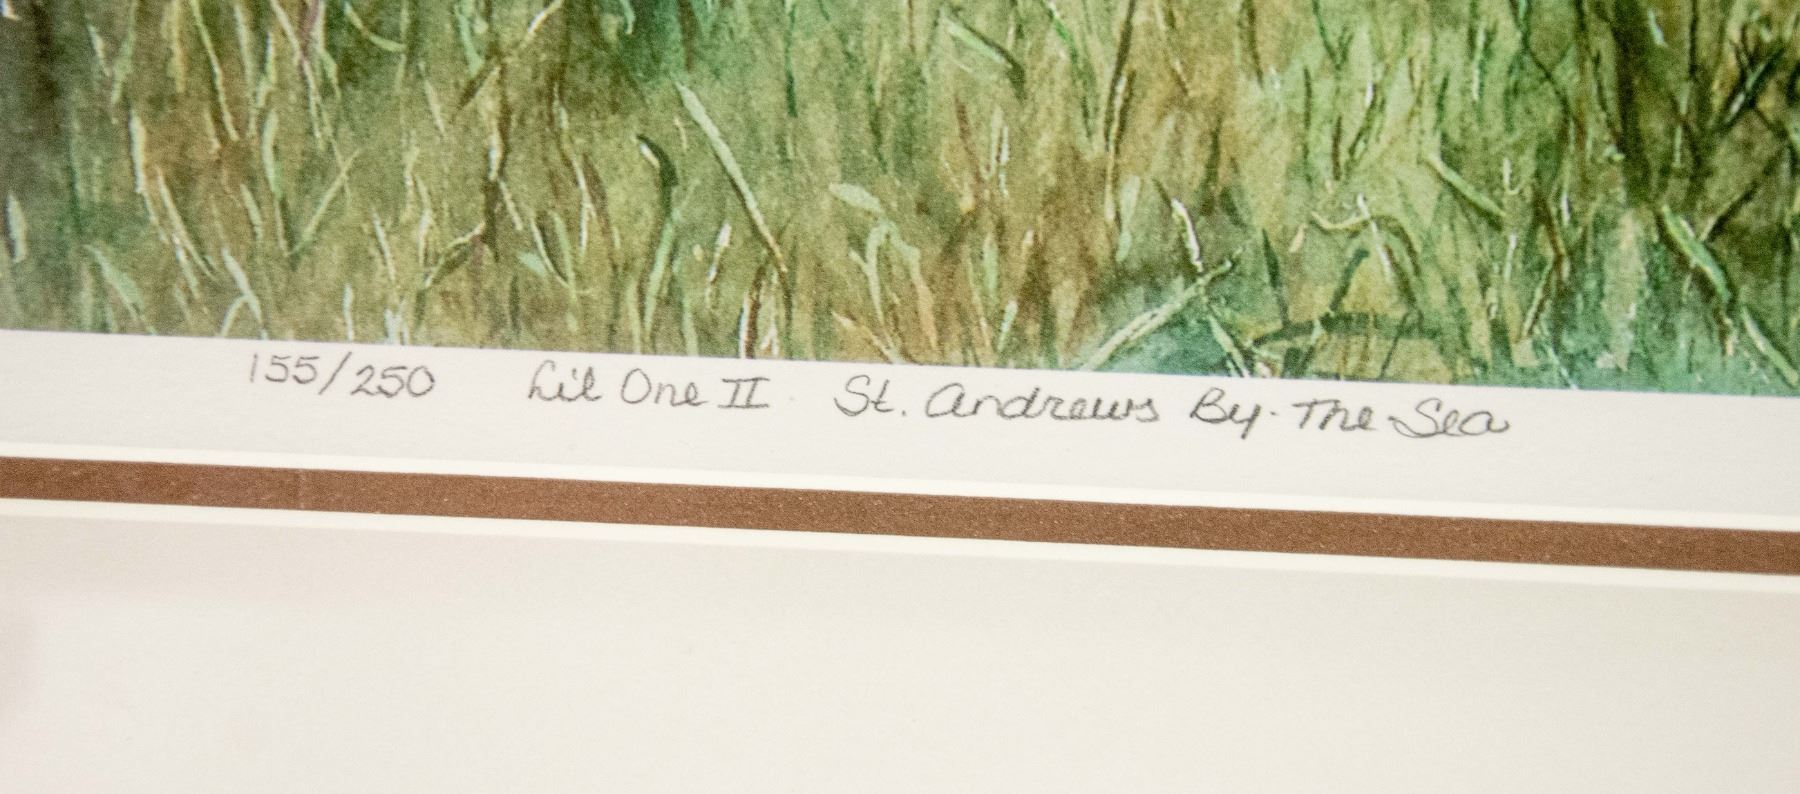 155/250 Lil One II St. Andrews By-The-Sea